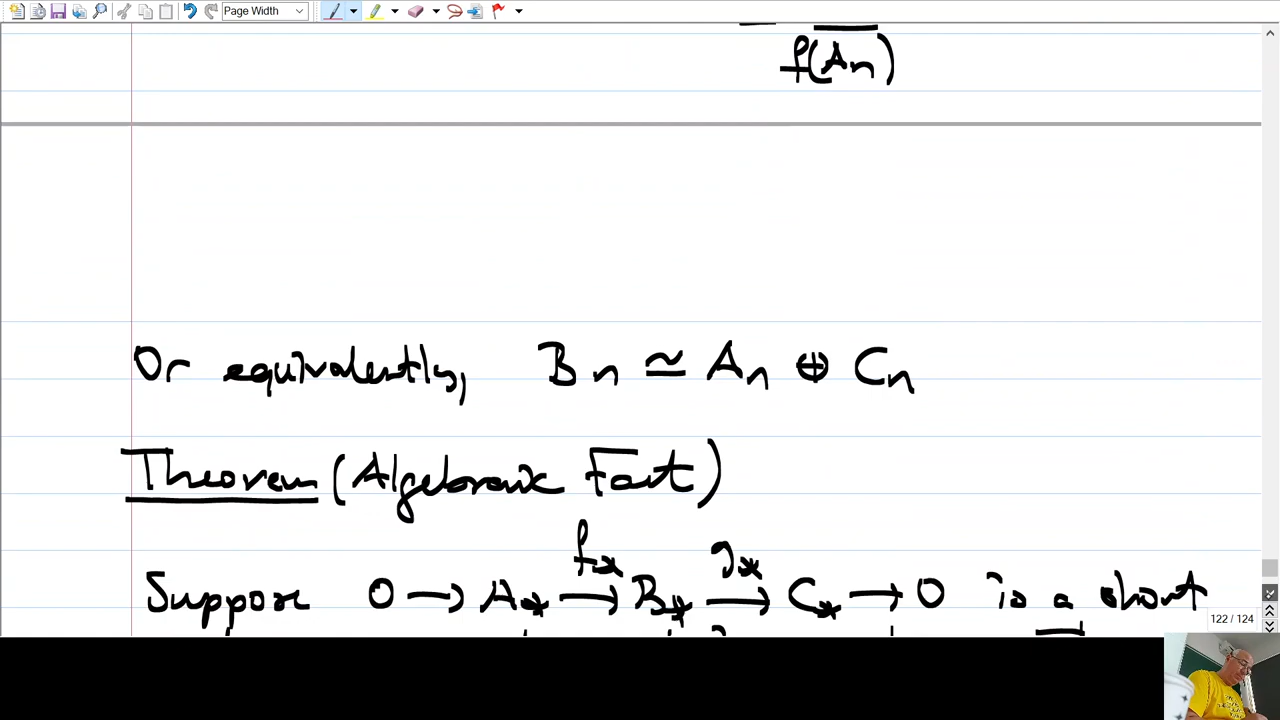 Page Width
f(An)
Or equivalently, Bn ≃ An ⊕ Cn
Theorem (Algebraic Fact)
f* g*
Suppose 0 → A* → B* → C* → 0 is a short
122 / 124